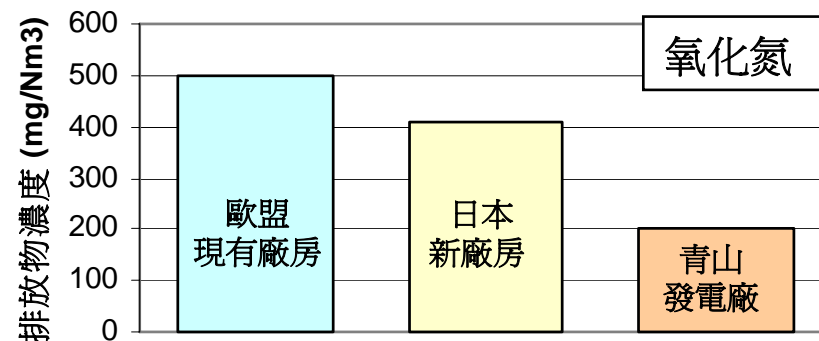 氧化氮
排放物濃度 (mg/Nm3)
600
500
400
300
200
100
0
歐盟
現有廠房
日本
新廠房
青山
發電廠